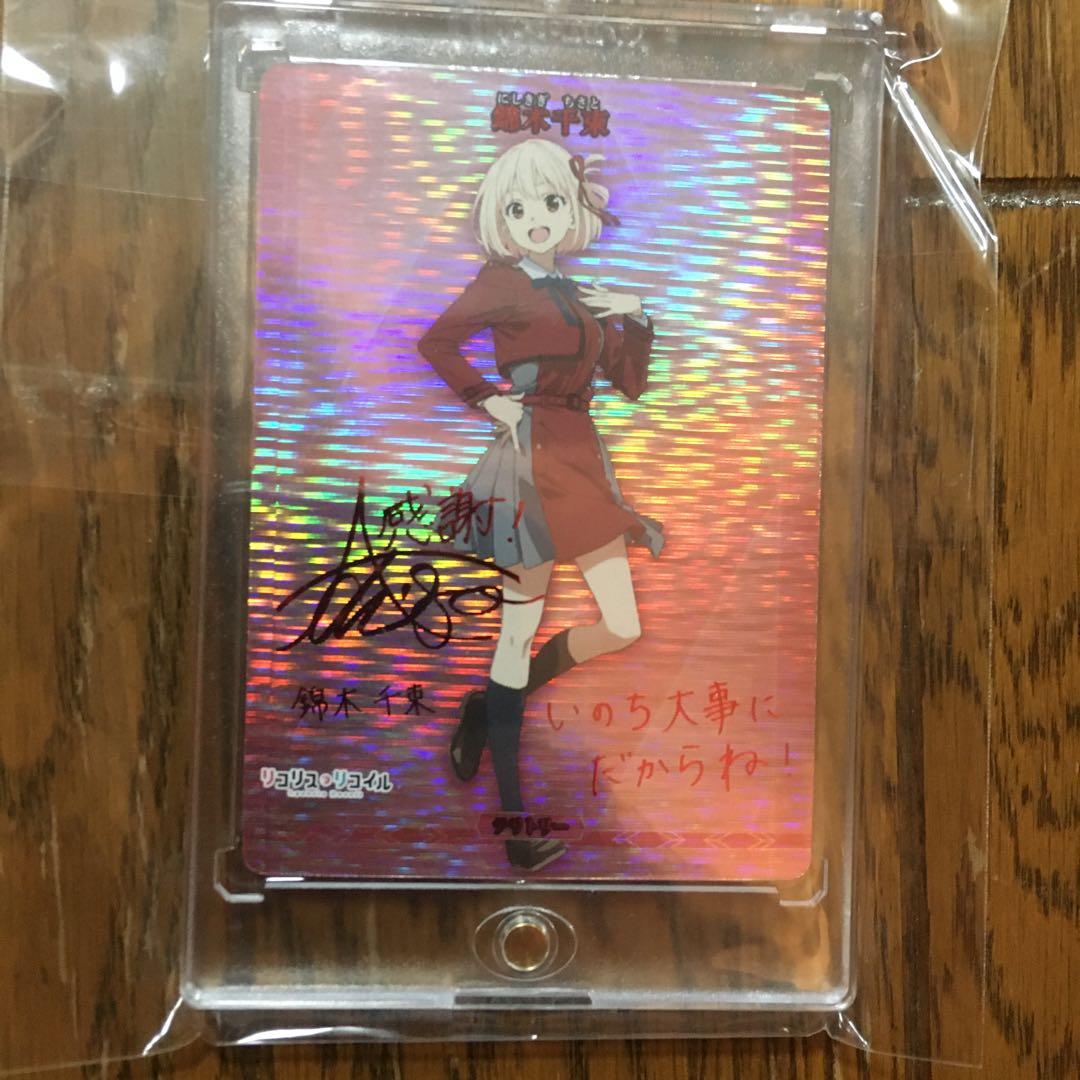 にしきぎ ちさと
錦木千束
感謝!
錦木 千束
いのち大事に
だからね!
リコリス リコイル